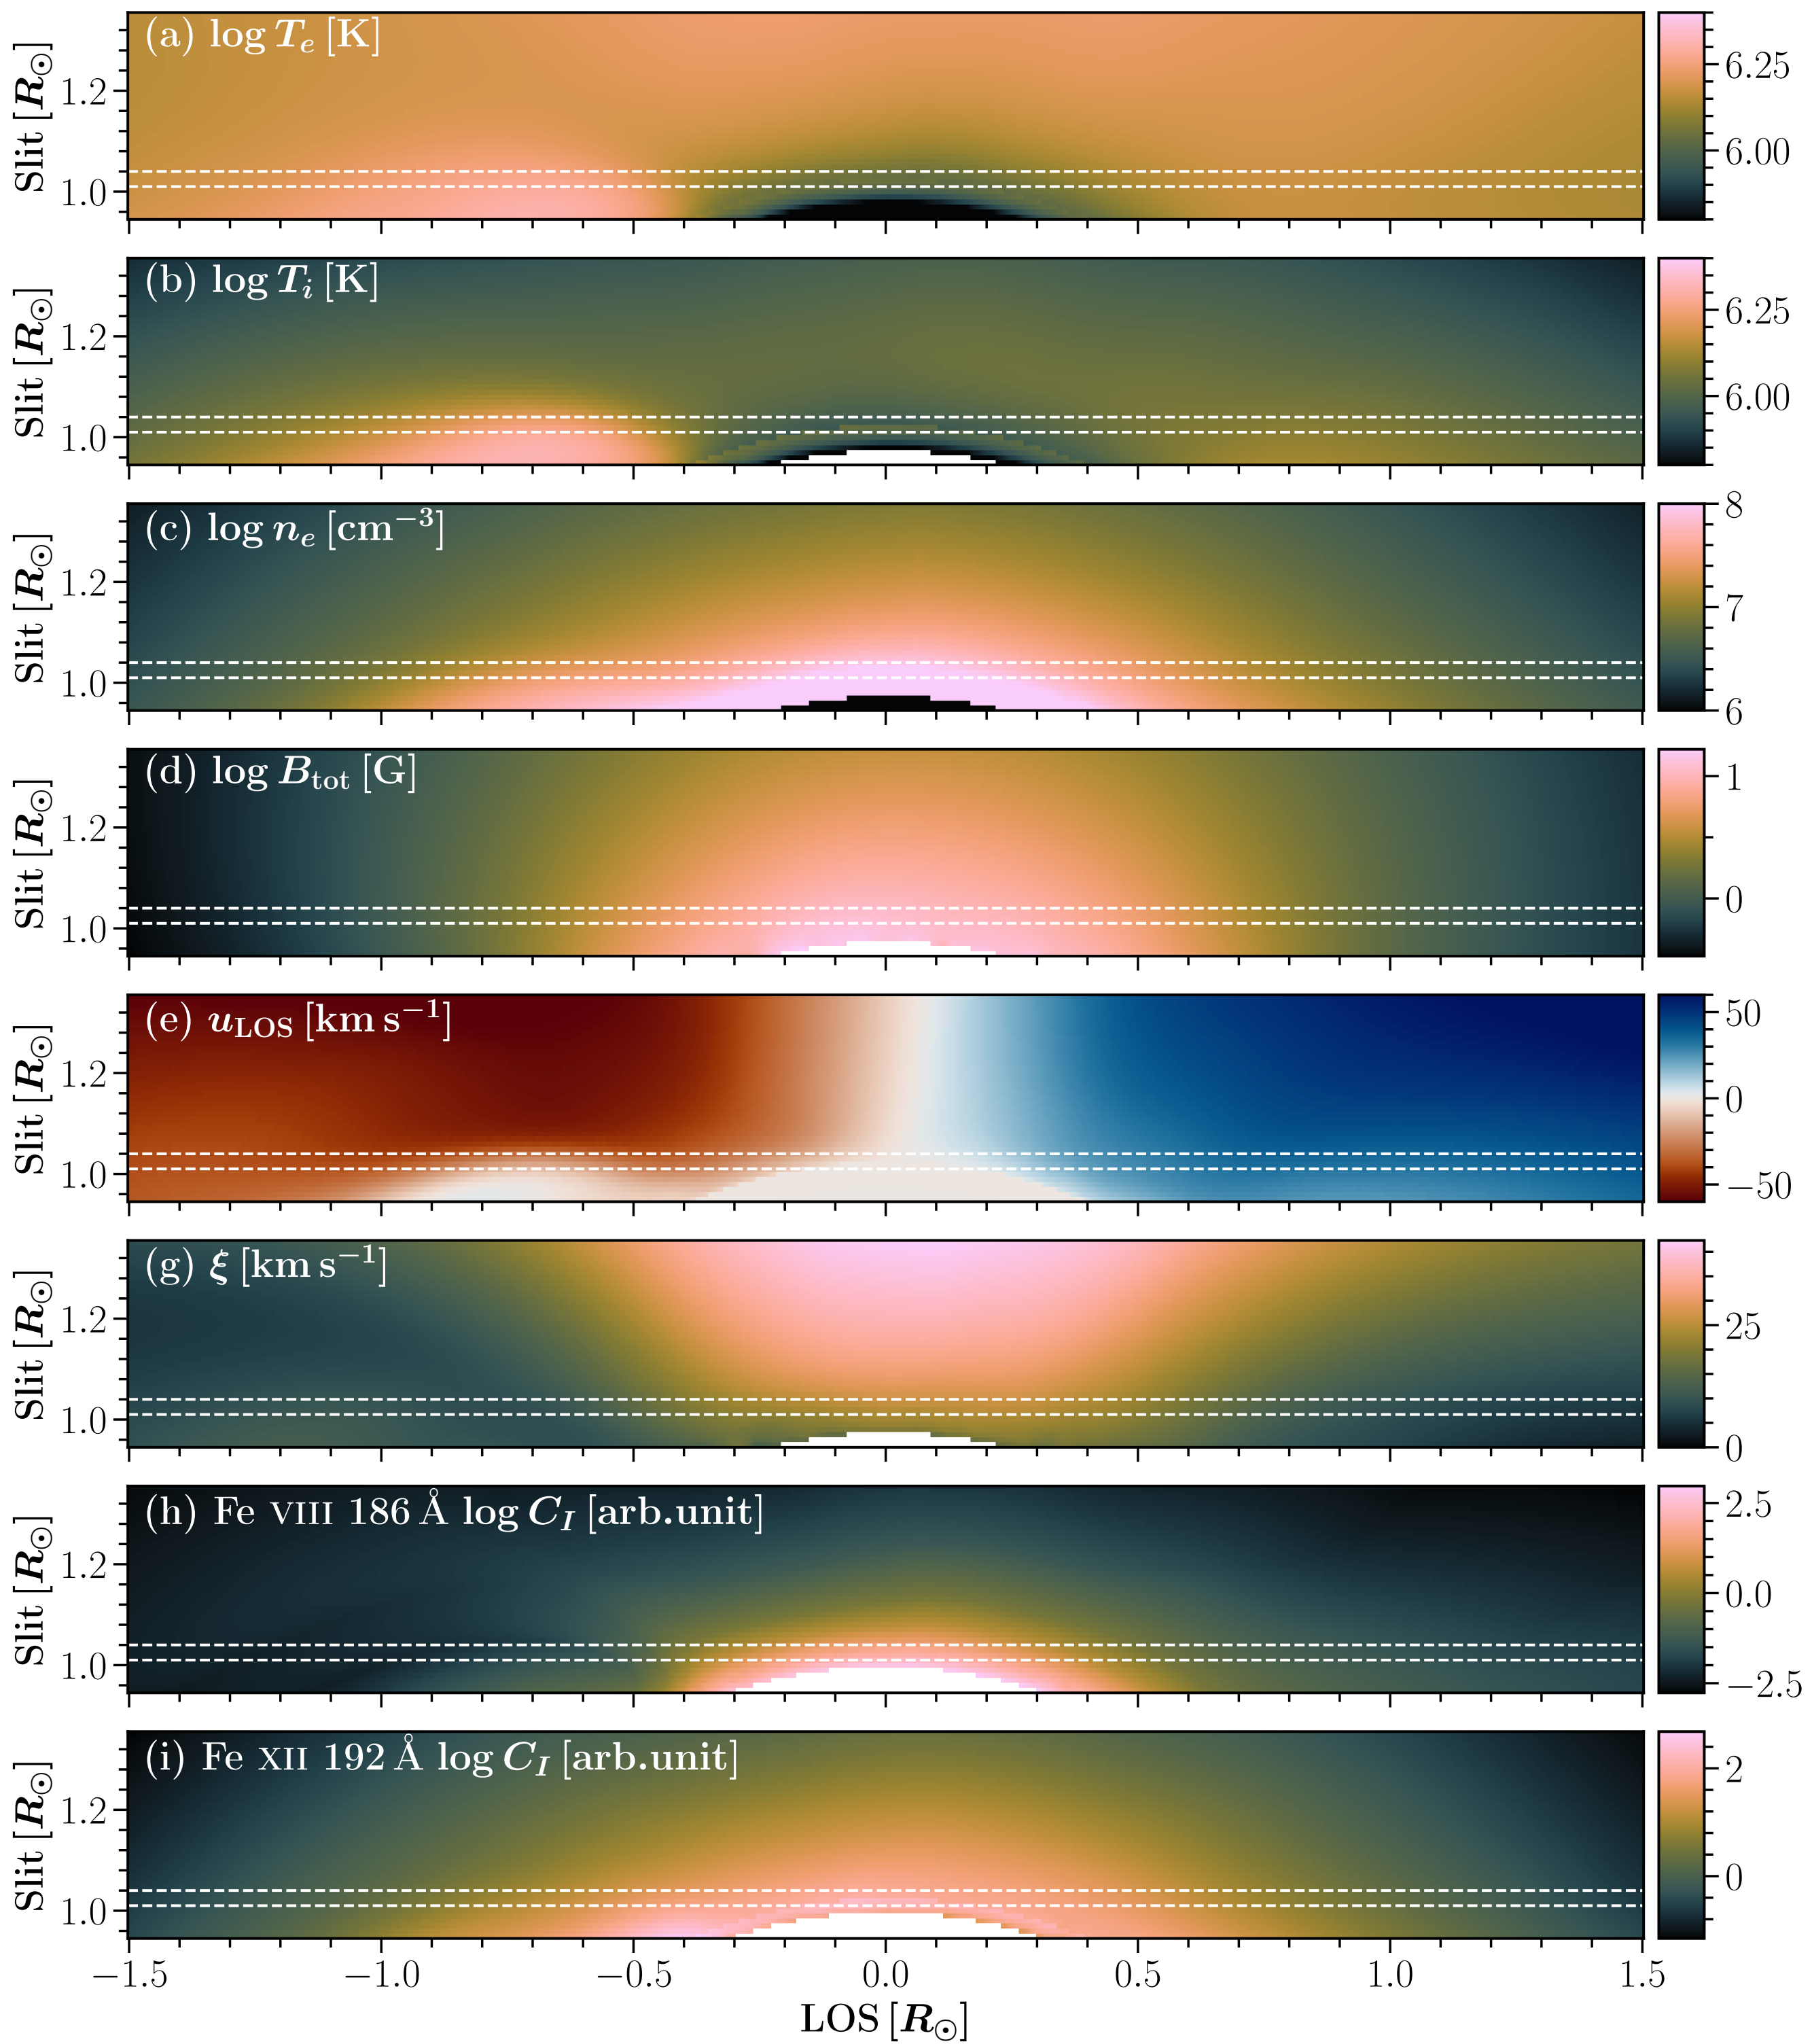 (a) log T_e [K]
Slit [R_⊙]
1.2
1.0
6.25
6.00
(b) log T_i [K]
Slit [R_⊙]
1.2
1.0
6.25
6.00
(c) log n_e [cm⁻³]
Slit [R_⊙]
1.2
1.0
8
7
6
(d) log B_tot [G]
Slit [R_⊙]
1.2
1.0
1
0
(e) u_LOS [km s⁻¹]
Slit [R_⊙]
1.2
1.0
50
0
−50
(g) ξ [km s⁻¹]
Slit [R_⊙]
1.2
1.0
25
0
(h) Fe VIII 186 Å log C_I [arb.unit]
Slit [R_⊙]
1.2
1.0
2.5
0.0
−2.5
(i) Fe XII 192 Å log C_I [arb.unit]
Slit [R_⊙]
1.2
1.0
2
0
−1.5 −1.0 −0.5 0.0 0.5 1.0 1.5
LOS [R_⊙]